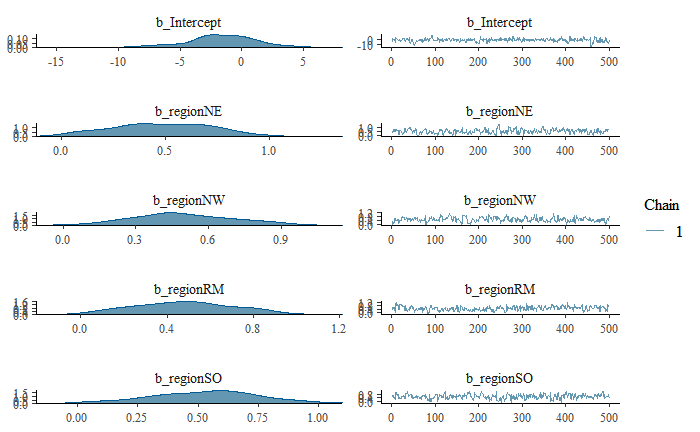 b_Intercept
-15 -10 -5 0 5
b_Intercept
0
-10
0 100 200 300 400 500
b_regionNE
0.0 0.5 1.0
b_regionNE
0 100 200 300 400 500
b_regionNW
0.0 0.3 0.6 0.9
b_regionNW
0 100 200 300 400 500
Chain
1
b_regionRM
0.0 0.4 0.8 1.2
b_regionRM
0 100 200 300 400 500
b_regionSO
0.00 0.25 0.50 0.75 1.00
b_regionSO
0 100 200 300 400 500